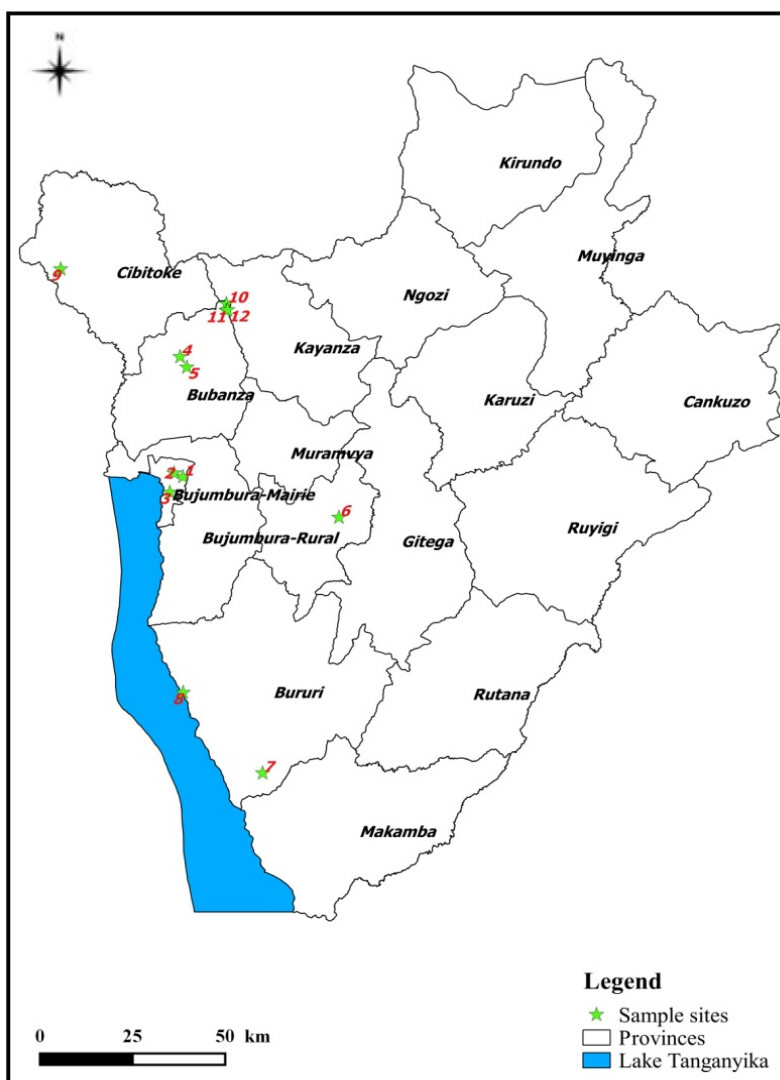 N
Kirundo
Muyinga
Cibitoke
9
Ngozi
10
11 12
Kayanza
4
5
Bubanza
Karuzi
Cankuzo
Muramvya
2 1
3 Bujumbura-Mairie
6
Bujumbura-Rural
Gitega
Ruyigi
8
Bururi
Rutana
7
Makamba
Legend
Sample sites
Provinces
Lake Tanganyika
0 25 50 km